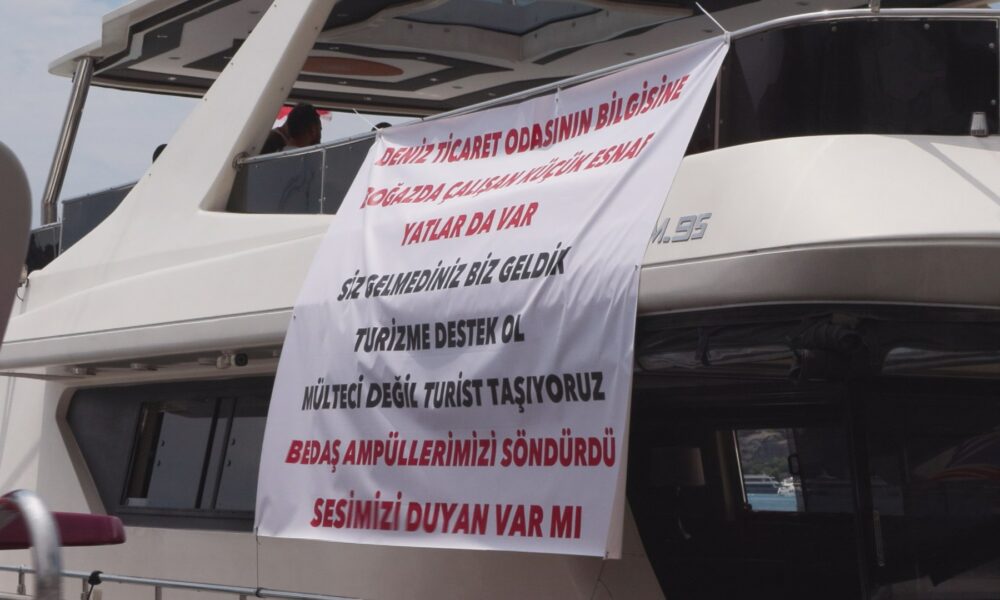 DENİZ TİCARET ODASININ BİLGİSİNE
BOĞAZDA ÇALIŞAN KÜÇÜK ESNAF
YATLAR DA VAR
SİZ GELMEDİNİZ BİZ GELDİK
TURİZME DESTEK OL
MÜLTECİ DEĞİL TURİST TAŞIYORUZ
BEDAŞ AMPÜLLERİMİZİ SÖNDÜRDÜ
SESİMİZİ DUYAN VAR MI
M.95